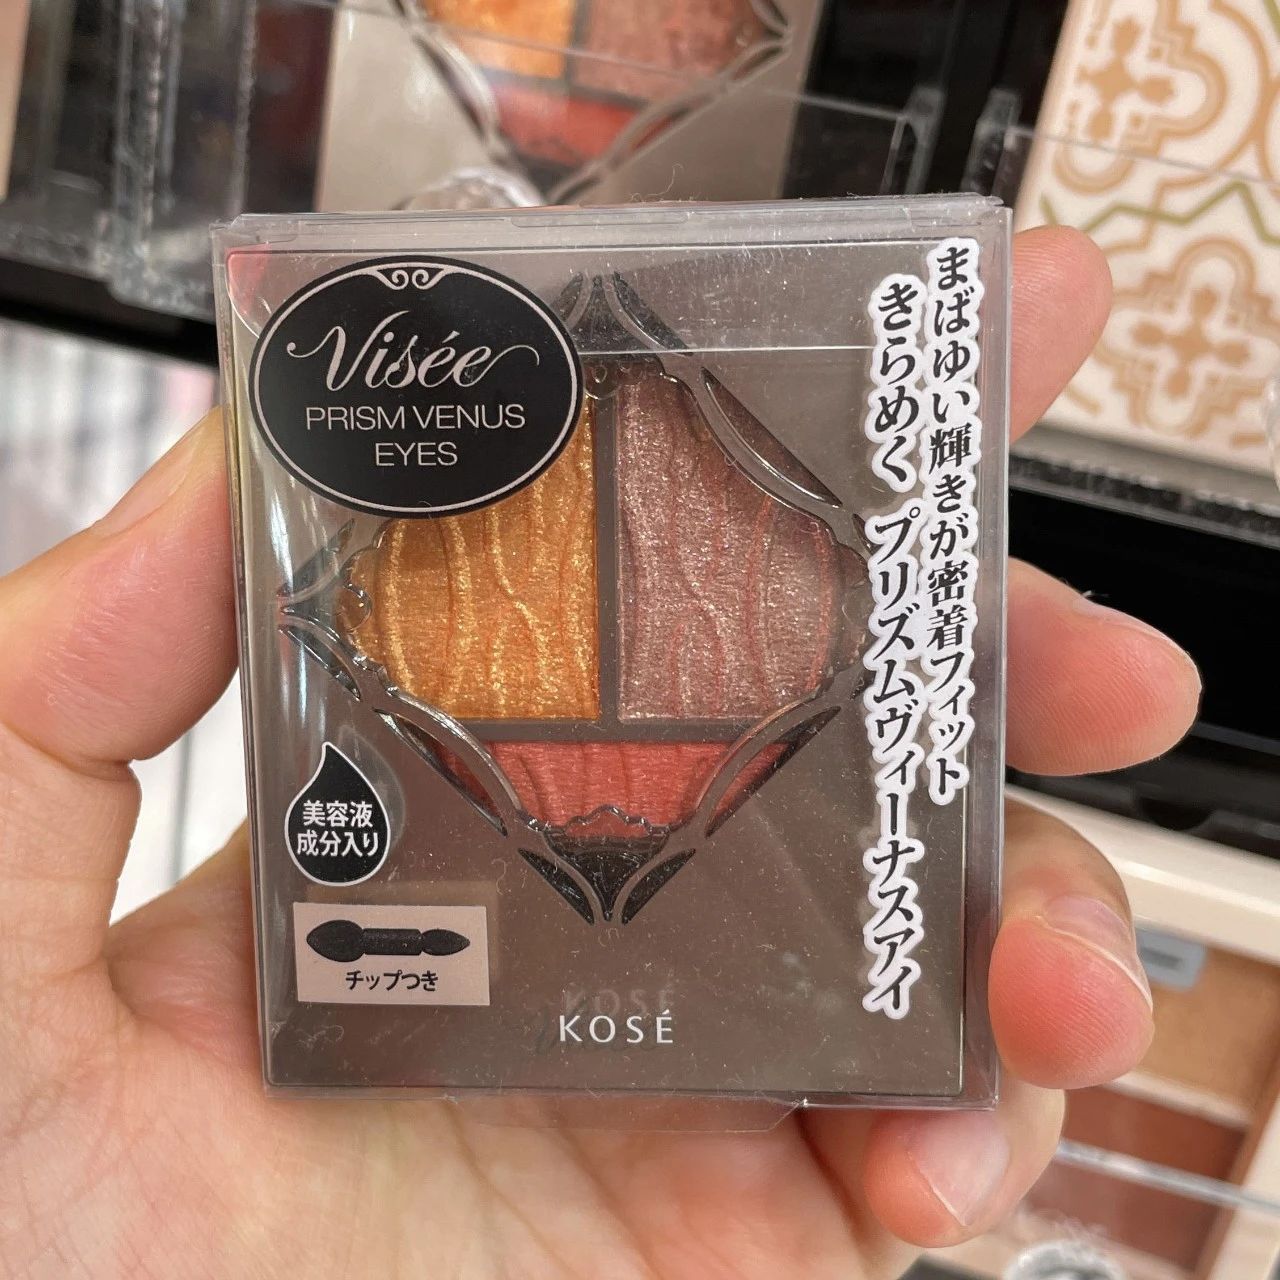 Visée
PRISM VENUS
EYES
まばゆい輝きが密着フィット
きらめく プリズムヴィーナスアイ
美容液
成分入り
チップつき
KOSÉ